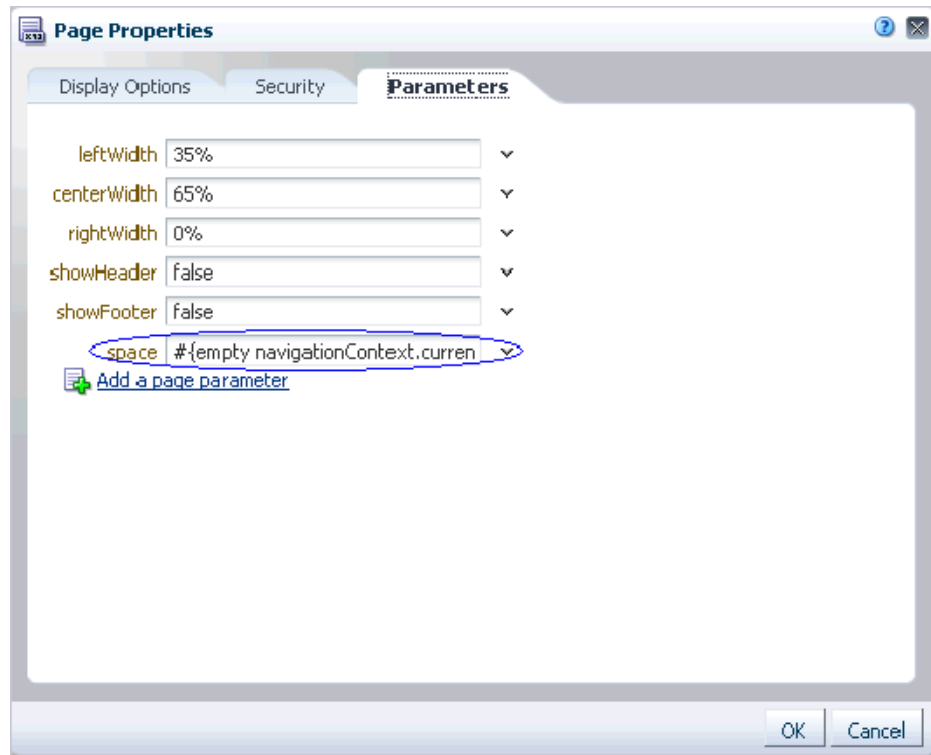 Page Properties
Display Options Security Parameters
leftWidth 35%
centerWidth 65%
rightWidth 0%
showHeader false
showFooter false
space #{empty navigationContext.curren
Add a page parameter
OK Cancel